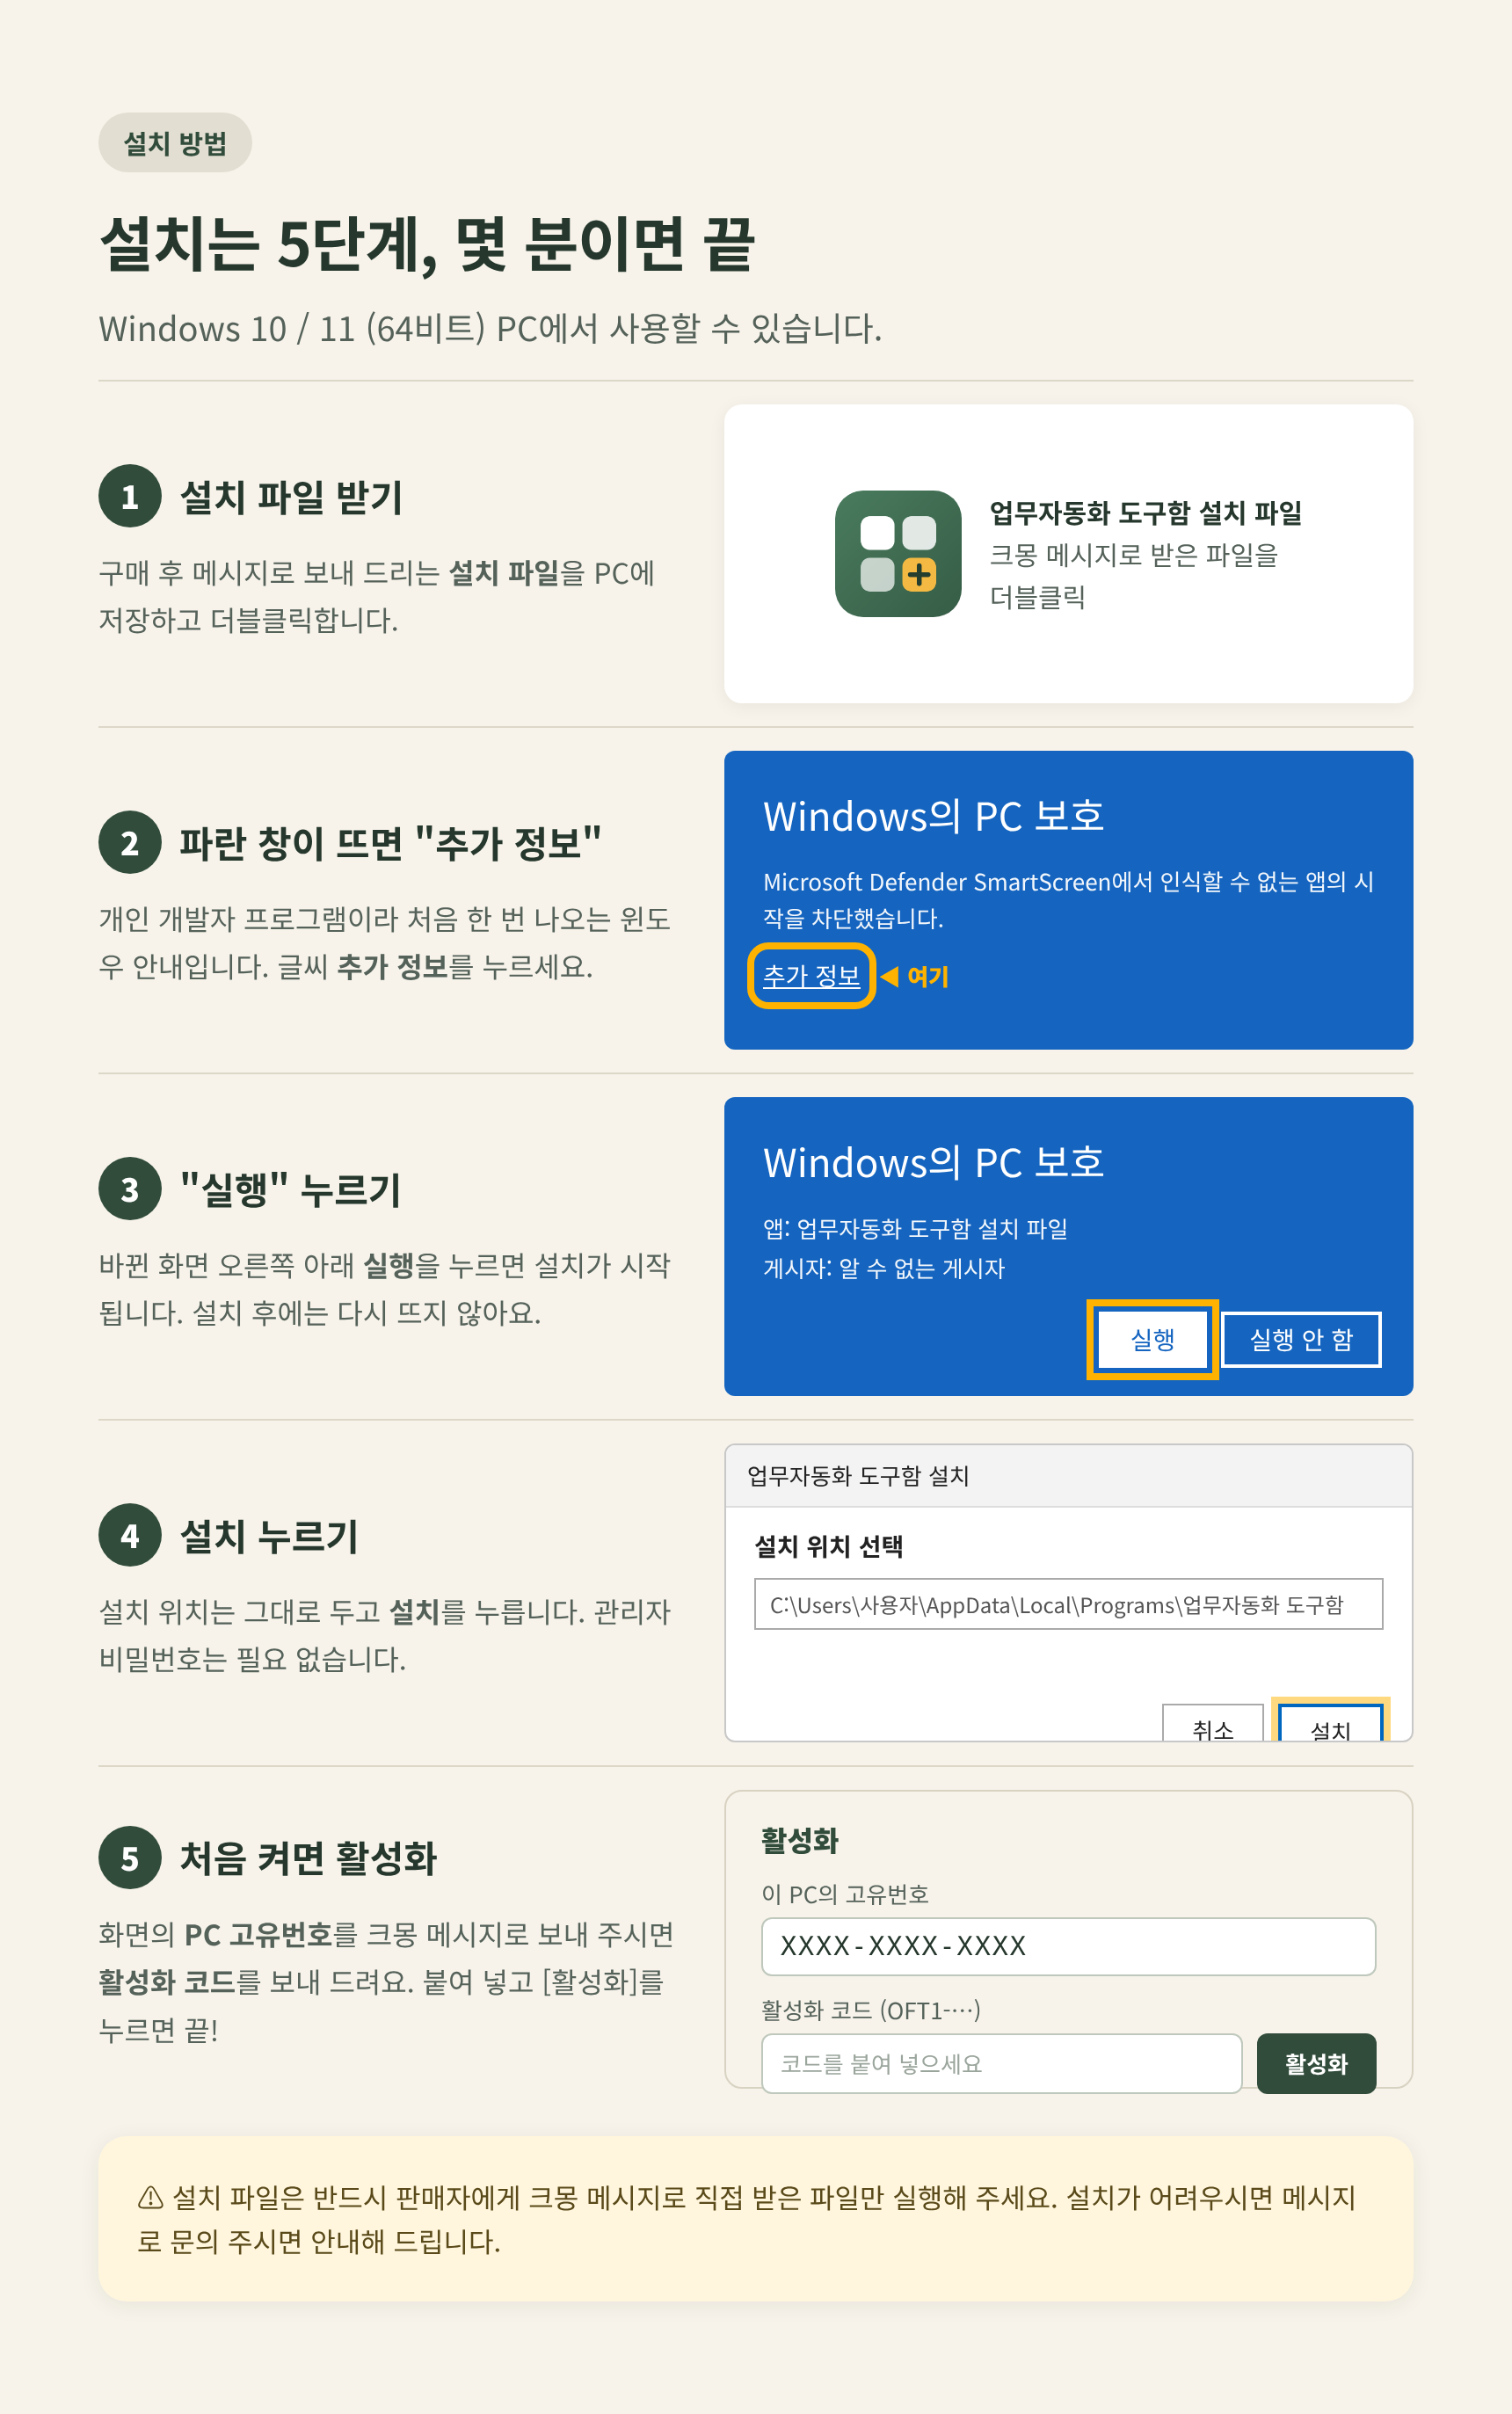 설치 방법
설치는 5단계, 몇 분이면 끝
Windows 10 / 11 (64비트) PC에서 사용할 수 있습니다.
1 설치 파일 받기
구매 후 메시지로 보내 드리는 설치 파일을 PC에
저장하고 더블클릭합니다.
업무자동화 도구함 설치 파일
크몽 메시지로 받은 파일을
더블클릭
2 파란 창이 뜨면 "추가 정보"
개인 개발자 프로그램이라 처음 한 번 나오는 윈도
우 안내입니다. 글씨 추가 정보를 누르세요.
Windows의 PC 보호
Microsoft Defender SmartScreen에서 인식할 수 없는 앱의 시
작을 차단했습니다.
추가 정보 ◀ 여기
3 "실행" 누르기
바뀐 화면 오른쪽 아래 실행을 누르면 설치가 시작
됩니다. 설치 후에는 다시 뜨지 않아요.
Windows의 PC 보호
앱: 업무자동화 도구함 설치 파일
게시자: 알 수 없는 게시자
실행 실행 안 함
4 설치 누르기
설치 위치는 그대로 두고 설치를 누릅니다. 관리자
비밀번호는 필요 없습니다.
업무자동화 도구함 설치
설치 위치 선택
C:\Users\사용자\AppData\Local\Programs\업무자동화 도구함
취소 설치
5 처음 켜면 활성화
화면의 PC 고유번호를 크몽 메시지로 보내 주시면
활성화 코드를 보내 드려요. 붙여 넣고 [활성화]를
누르면 끝!
활성화
이 PC의 고유번호
XXXX-XXXX-XXXX
활성화 코드 (OFT1-…)
코드를 붙여 넣으세요 활성화
⚠ 설치 파일은 반드시 판매자에게 크몽 메시지로 직접 받은 파일만 실행해 주세요. 설치가 어려우시면 메시지
로 문의 주시면 안내해 드립니다.